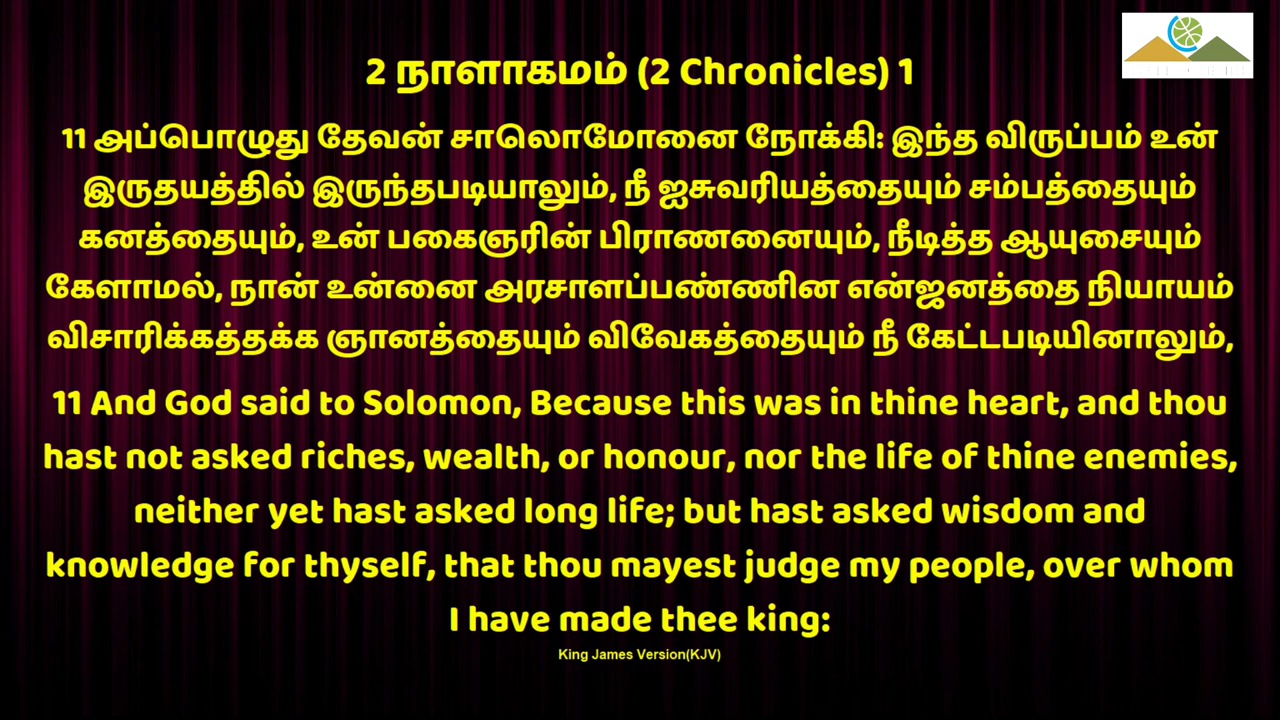 2 நாளாகமம் (2 Chronicles) 1
11 அப்பொழுது தேவன் சாலொமோனை நோக்கி: இந்த விருப்பம் உன்
இருதயத்தில் இருந்தபடியாலும், நீ ஐசுவரியத்தையும் சம்பத்தையும்
கனத்தையும், உன் பகைஞரின் பிராணனையும், நீடித்த ஆயுசையும்
கேளாமல், நான் உன்னை அரசாளப்பண்ணின என்ஜனத்தை நியாயம்
விசாரிக்கத்தக்க ஞானத்தையும் விவேகத்தையும் நீ கேட்டபடியினாலும்,
11 And God said to Solomon, Because this was in thine heart, and thou
hast not asked riches, wealth, or honour, nor the life of thine enemies,
neither yet hast asked long life; but hast asked wisdom and
knowledge for thyself, that thou mayest judge my people, over whom
I have made thee king:
King James Version(KJV)